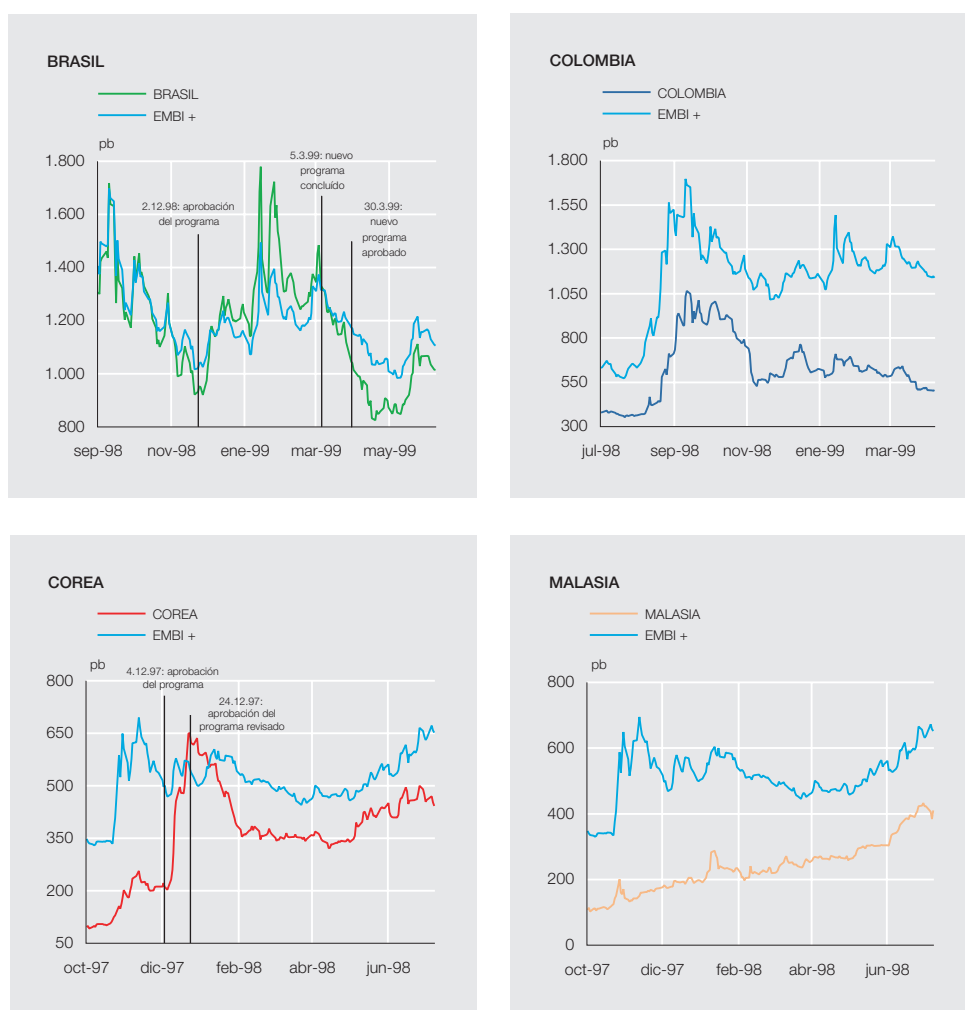 BRASIL
BRASIL
EMBI +
pb
1.800
1.600
1.400
1.200
1.000
800
5.3.99: nuevo
programa
concluído
2.12.98: aprobación
del programa
30.3.99:
nuevo
programa
aprobado
sep-98 nov-98 ene-99 mar-99 may-99
COLOMBIA
COLOMBIA
EMBI +
pb
1.800
1.550
1.300
1.050
800
550
300
jul-98 sep-98 nov-98 ene-99 mar-99
COREA
COREA
EMBI +
pb
800
650
500
350
200
50
4.12.97: aprobación
del programa
24.12.97:
aprobación del
programa revisado
oct-97 dic-97 feb-98 abr-98 jun-98
MALASIA
MALASIA
EMBI +
pb
800
600
400
200
0
oct-97 dic-97 feb-98 abr-98 jun-98